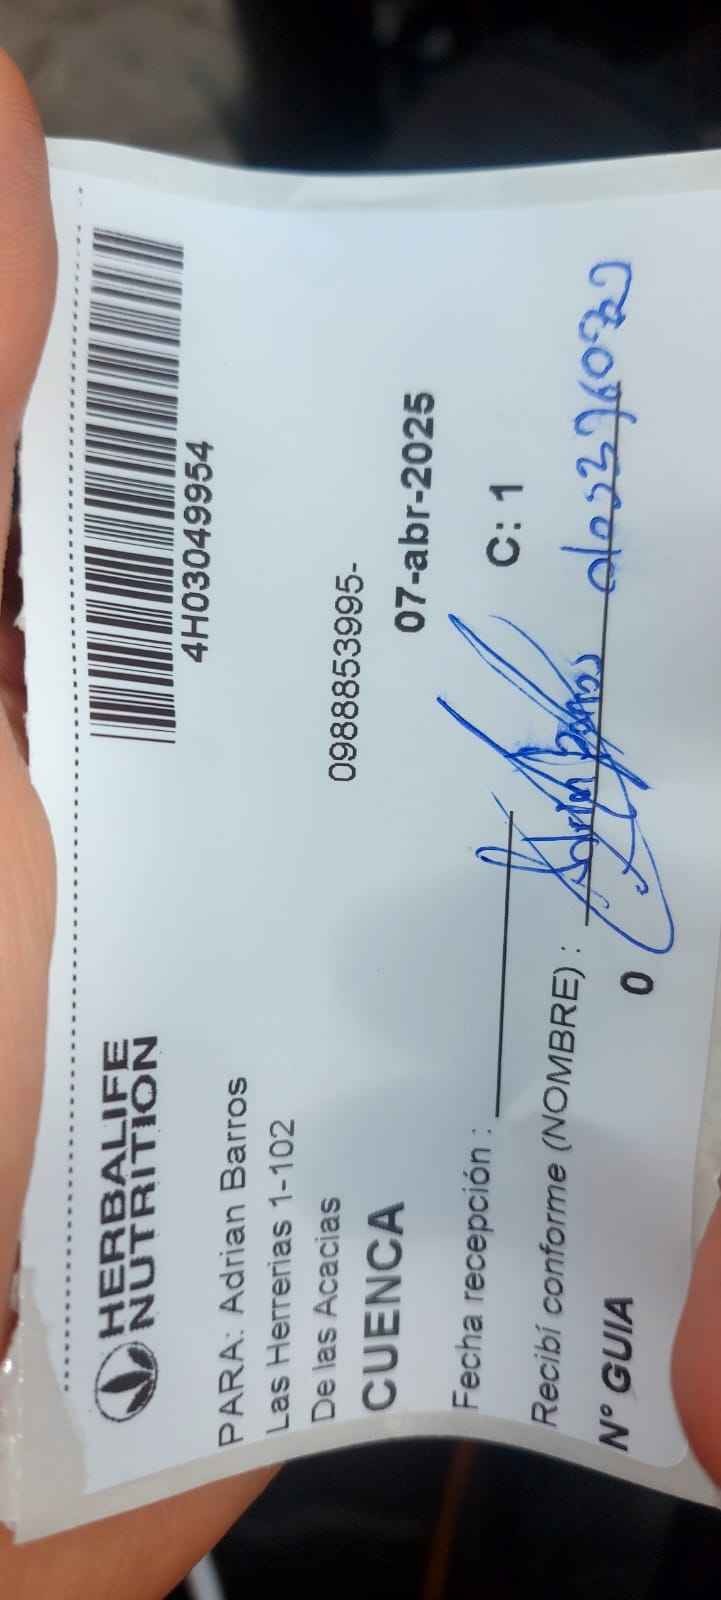 HERBALIFE
NUTRITION
4H03049954
PARA: Adrian Barros
Las Herrerias 1-102
De las Acacias
0988853995-
CUENCA
07-abr-2025
Fecha recepción :
C: 1
Recibí conforme (NOMBRE) : Barros
N° GUIA 0